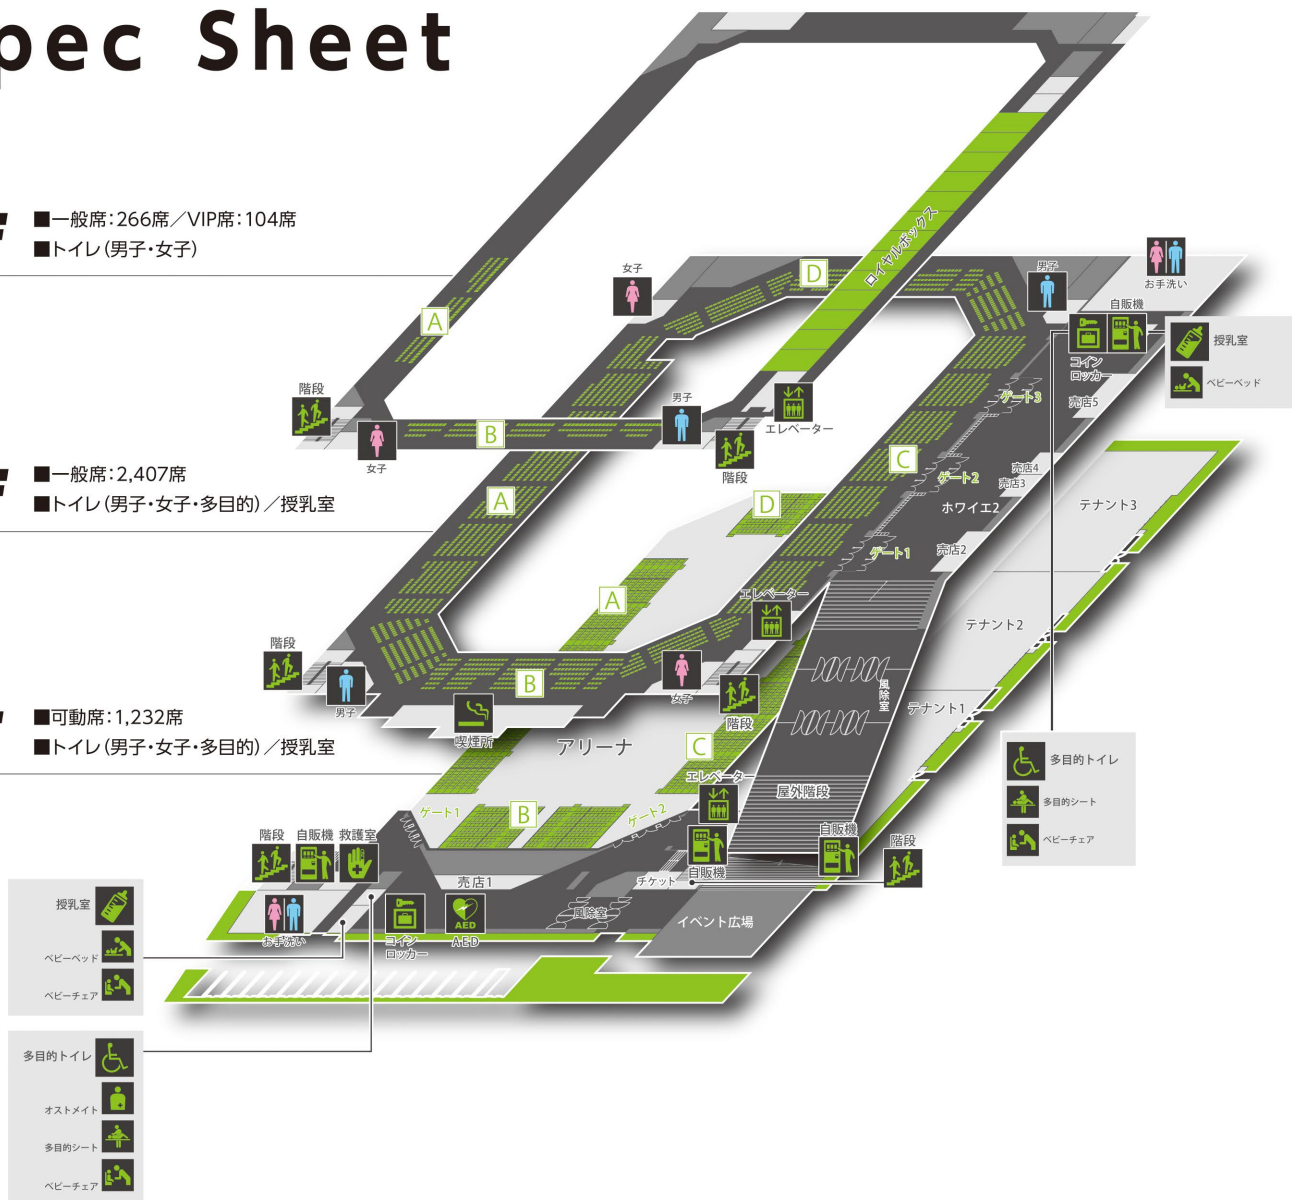 pec Sheet
■一般席：266席／VIP席：104席
■トイレ（男子・女子）
■一般席：2,407席
■トイレ（男子・女子・多目的）／授乳室
■可動席：1,232席
■トイレ（男子・女子・多目的）／授乳室
ロイヤルボックス
A
B
階段
女子
男子
階段
エレベーター
女子
D
男子
お手洗い
自販機
コイン
ロッカー
授乳室
ベビーベッド
売店5
ゲート3
C
ゲート2
売店4
売店3
ホワイエ2
ゲート1
売店2
A
エレベーター
階段
男子
B
喫煙所
女子
階段
テナント3
テナント2
テナント1
風除室
屋外階段
D
A
アリーナ
C
エレベーター
ゲート1
B
ゲート2
自販機
自販機
階段
階段
自販機
救護室
売店1
チケット
イベント広場
風除室
お手洗い
コイン
ロッカー
AED
AED
多目的トイレ
多目的シート
ベビーチェア
授乳室
ベビーベッド
ベビーチェア
多目的トイレ
オストメイト
多目的シート
ベビーチェア